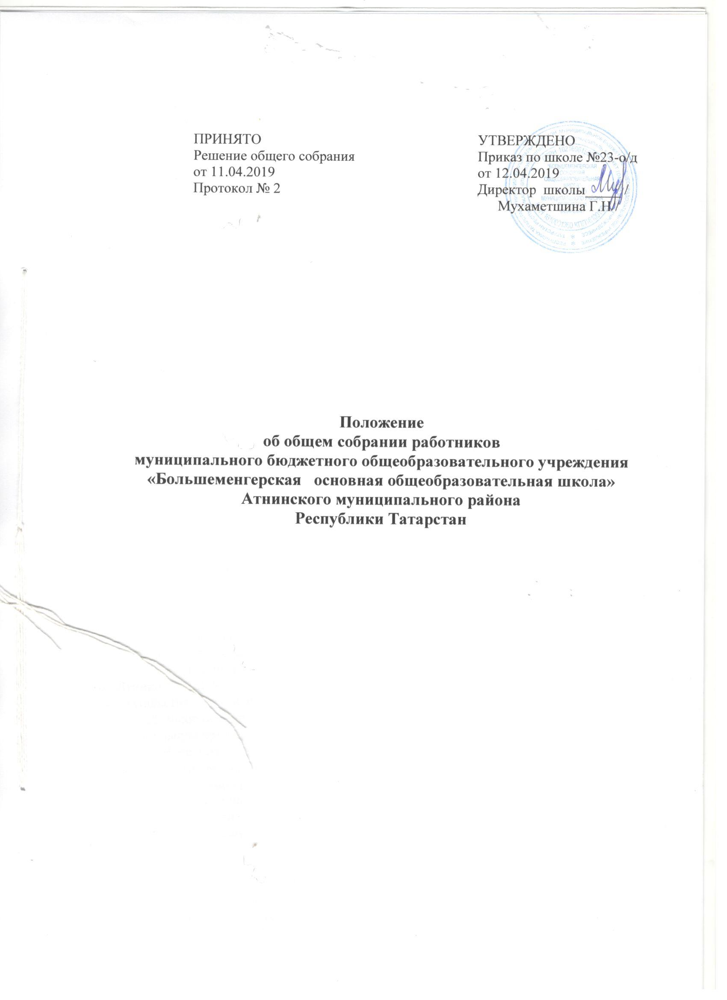 ПРИНЯТО
Решение общего собрания
от 11.04.2019
Протокол № 2
УТВЕРЖДЕНО
Приказ по школе №23-о/д
от 12.04.2019
Директор школы________/
Мухаметшина Г.Н/
Положение
об общем собрании работников
муниципального бюджетного общеобразовательного учреждения
«Большеменгерская основная общеобразовательная школа»
Атнинского муниципального района
Республики Татарстан